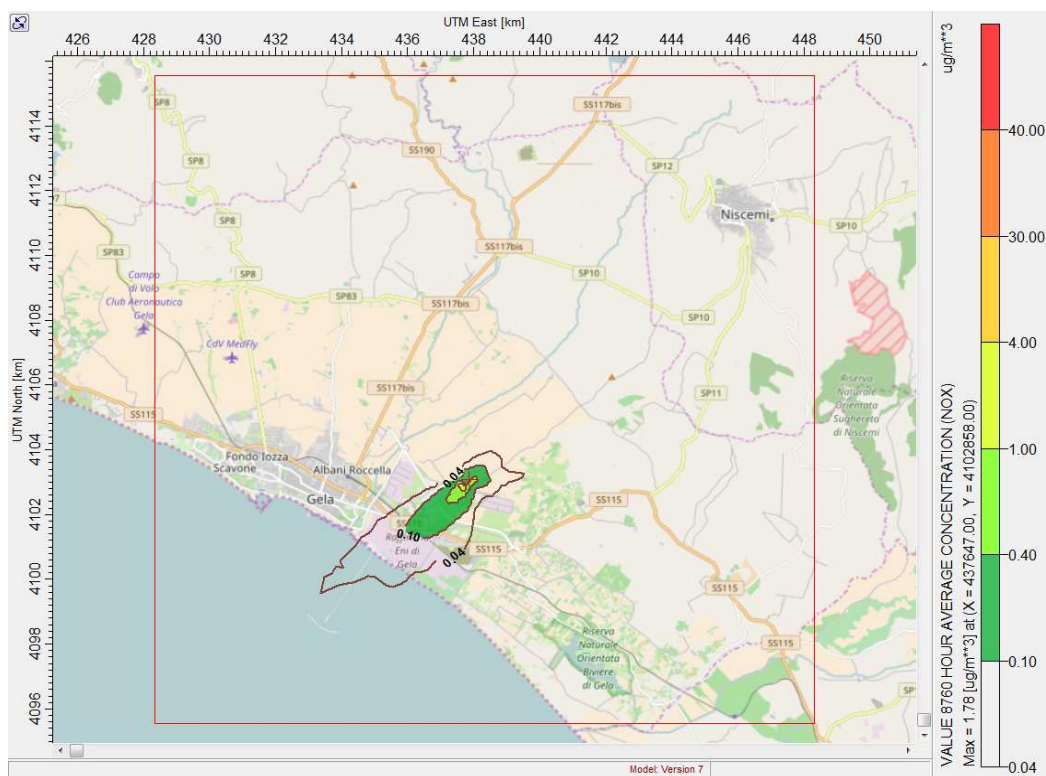 UTM East [km]
426 428 430 432 434 436 438 440 442 444 446 448 450
UTM North [km]
4114
4112
4110
4108
4106
4104
4102
4100
4098
4096
SP8
SS117bis
SS190
SP12
Niscemi
SP8
SP8
SP83
SS117bis
SP10
SP10
Campo
di Volo
Club Aeronautica
Gela
SP8
SP83
SS117bis
SP10
CdV MedFly
SS117bis
SP11
Riserva
Naturale
Orientata
Sughereta
di Niscemi
SS115
Fondo Iozza
Scavone
Albani Roccella
Gela
0.04
0.10
0.04
SS115
Eni di
Gela
SS115
SS115
SS115
SS115
Riserva
Naturale
Orientata
Biviere
di Gela
Model: Version 7
VALUE 8760 HOUR AVERAGE CONCENTRATION (NOX)
Max = 1.78 [ug/m**3] at (X = 437647.00, Y = 4102858.00)
ug/m**3
40.00
30.00
4.00
1.00
0.40
0.10
0.04